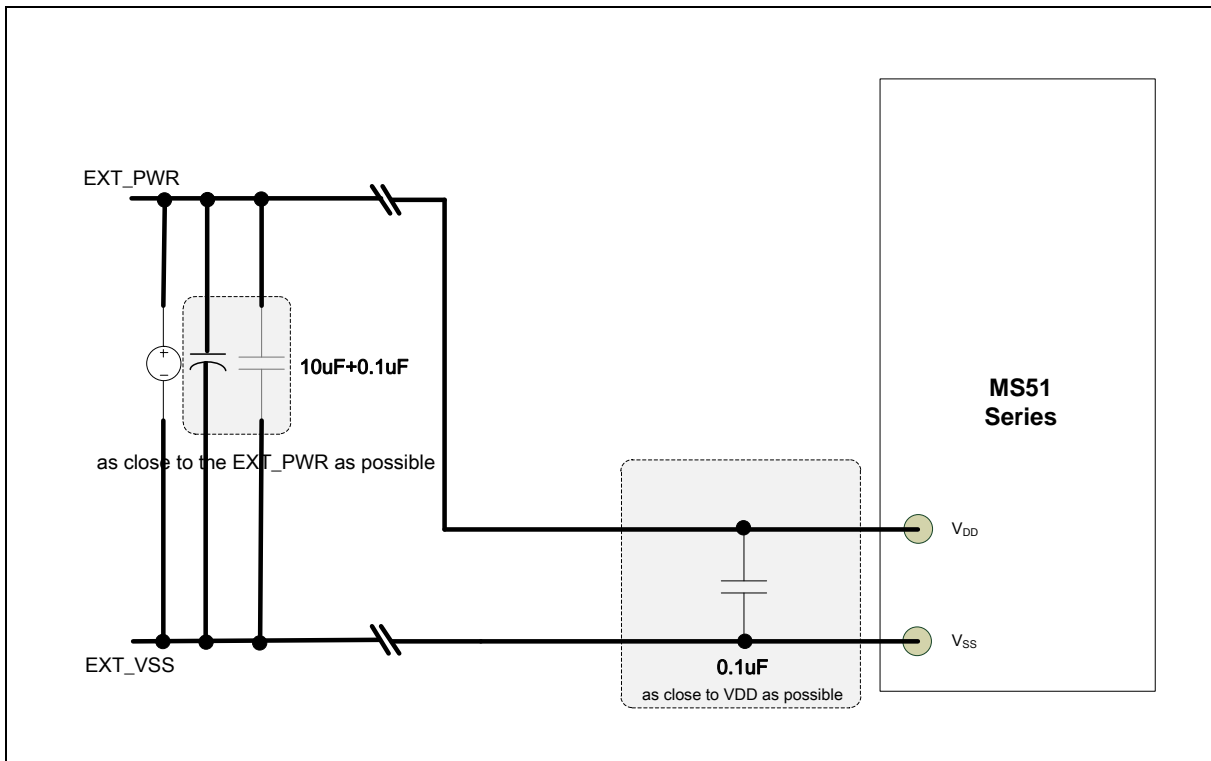 EXT_PWR
+
−
10uF+0.1uF
as close to the EXT_PWR as possible
MS51
Series
VDD
VSS
EXT_VSS
0.1uF
as close to VDD as possible